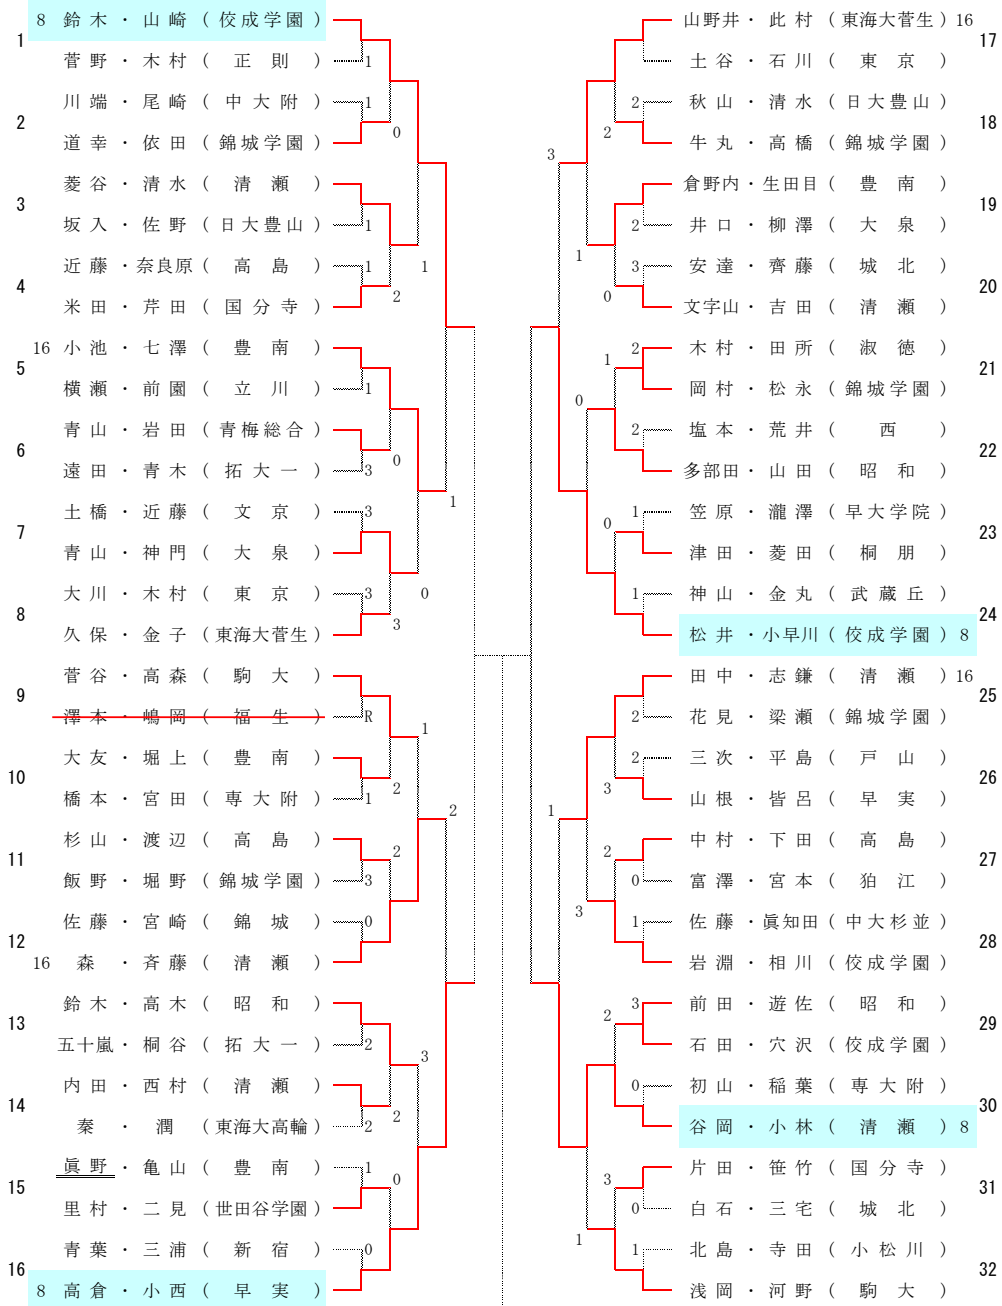 8 鈴木・山崎（佼成学園）
1
菅野・木村（正則）1
川端・尾崎（中大附）1
2
0
道幸・依田（錦城学園）
菱谷・清水（清瀬）
3
坂入・佐野（日大豊山）1
近藤・奈良原（高島）1 1
4
2
米田・芹田（国分寺）
16 小池・七澤（豊南）
5
横瀬・前園（立川）1
青山・岩田（青梅総合）
6
0
遠田・青木（拓大一）3
1
土橋・近藤（文京）3
7
青山・神門（大泉）
大川・木村（東京）3 0
8
3
久保・金子（東海大菅生）
菅谷・高森（駒大）
9
澤本・嶋岡（福生）R
1
大友・堀上（豊南）
10
2
橋本・宮田（専大附）1
2
杉山・渡辺（高島）
2
11
飯野・堀野（錦城学園）3
佐藤・宮崎（錦城）0
12
16 森・斉藤（清瀬）
鈴木・高木（昭和）
13
五十嵐・桐谷（拓大一）2
3
内田・西村（清瀬）
14
2
秦・潤（東海大高輪）2
眞野・亀山（豊南）1
0
15
里村・二見（世田谷学園）
青葉・三浦（新宿）0
16
8 高倉・小西（早実）
山野井・此村（東海大菅生）16
17
土谷・石川（東京）
2 秋山・清水（日大豊山）
18
2
牛丸・高橋（錦城学園）
3
倉野内・生田目（豊南）
19
2 井口・柳澤（大泉）
1
3 安達・齊藤（城北）
20
0
文字山・吉田（清瀬）
2 木村・田所（淑徳）
1
21
岡村・松永（錦城学園）
0
2 塩本・荒井（西）
22
多部田・山田（昭和）
1 笠原・瀧澤（早大学院）
0
23
津田・菱田（桐朋）
1 神山・金丸（武蔵丘）
24
松井・小早川（佼成学園）8
田中・志鎌（清瀬）16
25
2 花見・梁瀬（錦城学園）
2 三次・平島（戸山）
26
3
山根・皆呂（早実）
1
中村・下田（高島）
2
27
0 富澤・宮本（狛江）
3
1 佐藤・眞知田（中大杉並）
28
岩淵・相川（佼成学園）
3 前田・遊佐（昭和）
2
29
石田・穴沢（佼成学園）
0 初山・稲葉（専大附）
30
谷岡・小林（清瀬）8
片田・笹竹（国分寺）
3
31
0 白石・三宅（城北）
1
1 北島・寺田（小松川）
32
浅岡・河野（駒大）